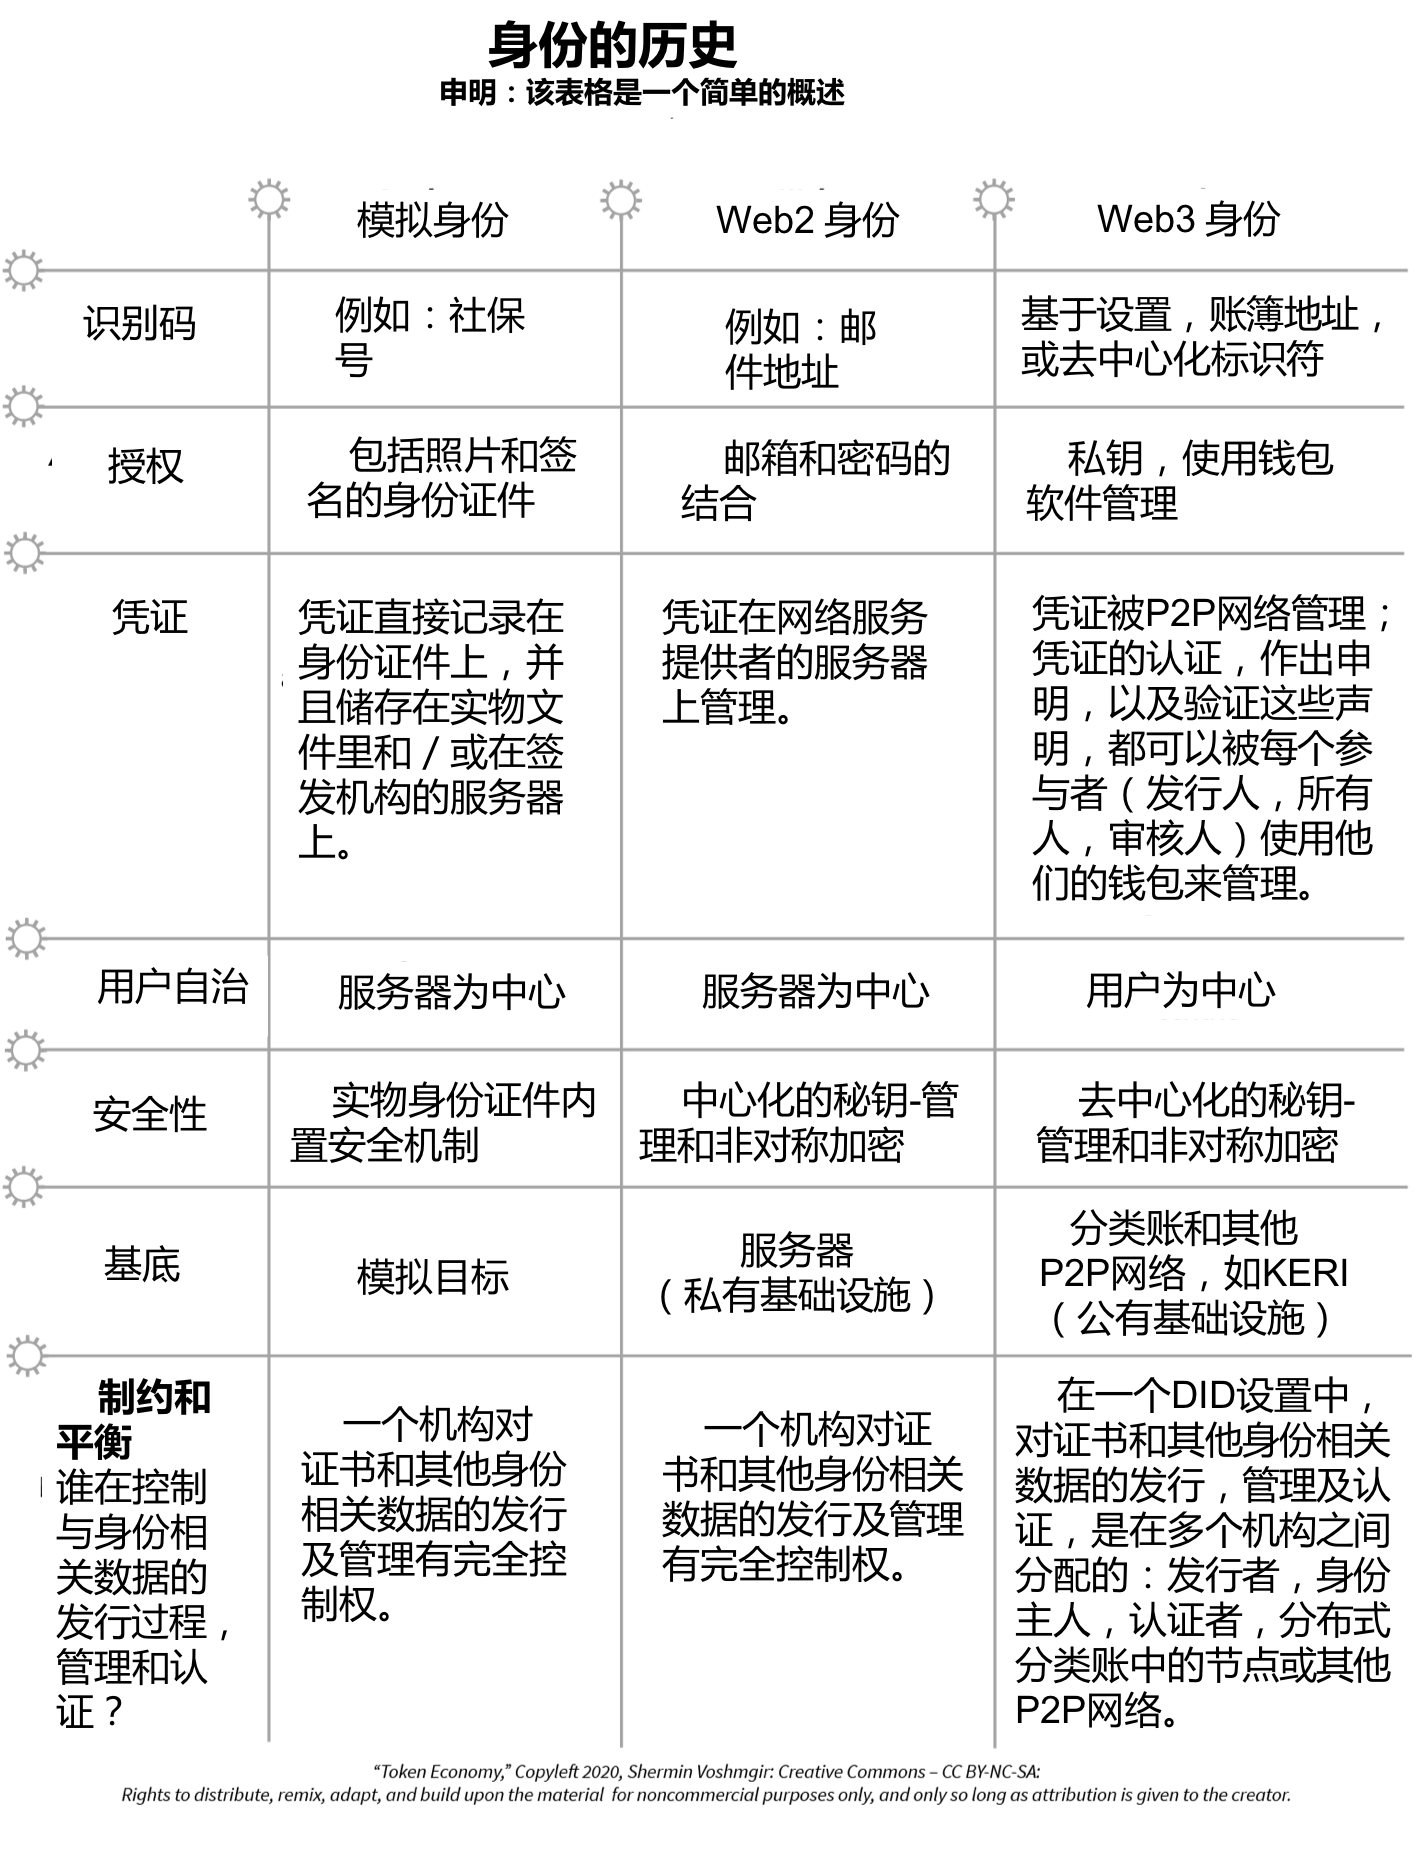 身份的历史
申明：该表格是一个简单的概述
模拟身份
Web2 身份
Web3 身份
识别码
例如：社保
号
例如：邮
件地址
基于设置，账簿地址，
或去中心化标识符
授权
包括照片和签
名的身份证件
邮箱和密码的
结合
私钥，使用钱包
软件管理
凭证
凭证直接记录在
身份证件上，并
且储存在实物文
件里和／或在签
发机构的服务器
上。
凭证在网络服务
提供者的服务器
上管理。
凭证被P2P网络管理；
凭证的认证，作出申
明，以及验证这些声
明，都可以被每个参
与者（发行人，所有
人，审核人）使用他
们的钱包来管理。
用户自治
服务器为中心
服务器为中心
用户为中心
安全性
实物身份证件内
置安全机制
中心化的秘钥-管
理和非对称加密
去中心化的秘钥-
管理和非对称加密
基底
模拟目标
服务器
（私有基础设施）
分类账和其他
P2P网络，如KERI
（公有基础设施）
制约和
平衡
谁在控制
与身份相
关数据的
发行过程，
管理和认
证？
一个机构对
证书和其他身份
相关数据的发行
及管理有完全控
制权。
一个机构对证
书和其他身份相关
数据的发行及管理
有完全控制权。
在一个DID设置中，
对证书和其他身份相关
数据的发行，管理及认
证，是在多个机构之间
分配的：发行者，身份
主人，认证者，分布式
分类账中的节点或其他
P2P网络。
“Token Economy,” Copyleft 2020, Shermin Voshmgir: Creative Commons – CC BY-NC-SA:
Rights to distribute, remix, adapt, and build upon the material for noncommercial purposes only, and only so long as attribution is given to the creator.